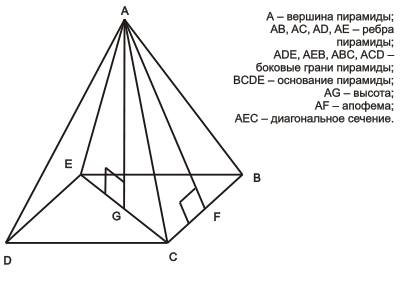 A
A – вершина пирамиды;
AB, AC, AD, AE – ребра
пирамиды;
ADE, AEB, ABC, ACD –
боковые грани пирамиды;
BCDE – основание пирамиды;
AG – высота;
AF – апофема;
AEC – диагональное сечение.
E
B
G
F
D
C